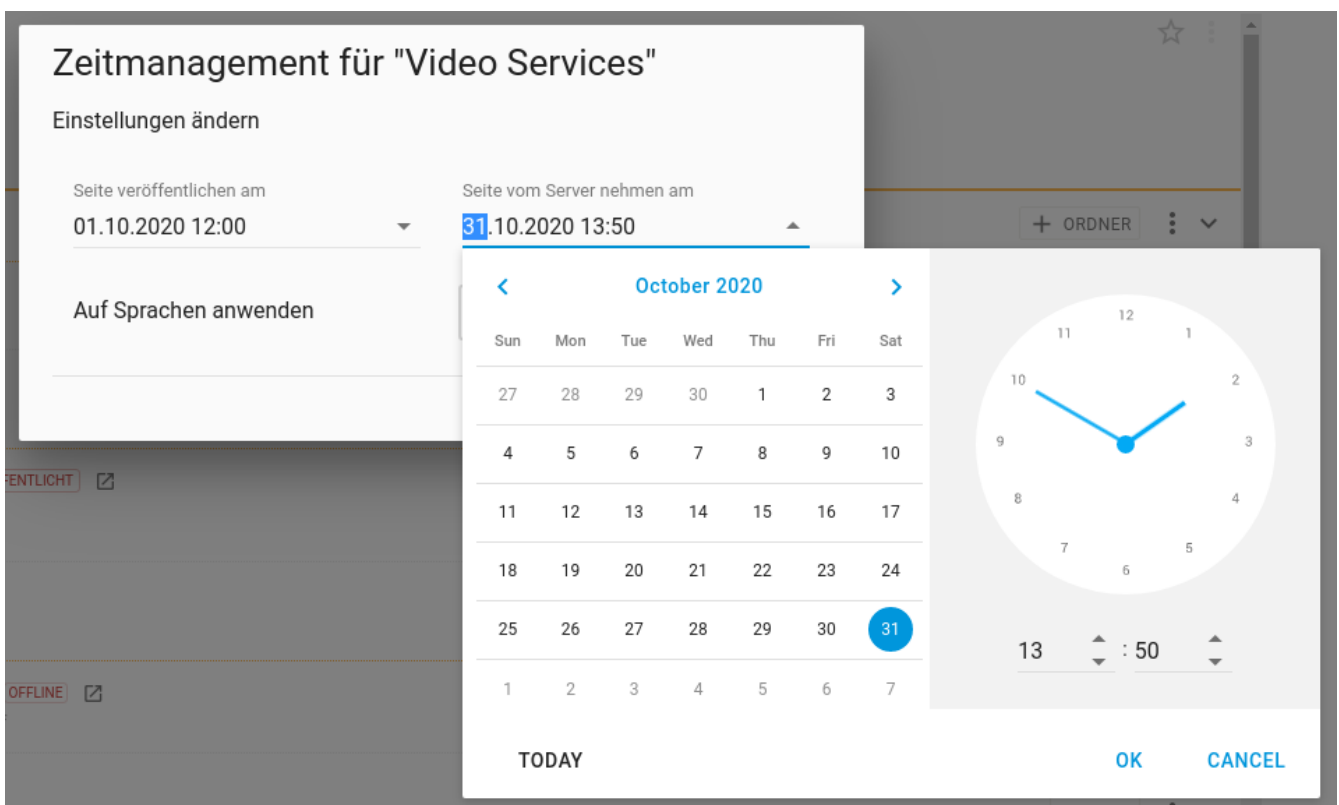 Zeitmanagement für "Video Services"
Einstellungen ändern
Seite veröffentlichen am
Seite vom Server nehmen am
01.10.2020 12:00
31.10.2020 13:50
+ ORDNER
Auf Sprachen anwenden
October 2020
Sun Mon Tue Wed Thu Fri Sat
27 28 29 30 1 2 3
4 5 6 7 8 9 10
11 12 13 14 15 16 17
18 19 20 21 22 23 24
25 26 27 28 29 30 31
1 2 3 4 5 6 7
12
11 1
10 2
9 3
8 4
7 5
6
13 : 50
FENTLICHT
OFFLINE
TODAY
OK
CANCEL